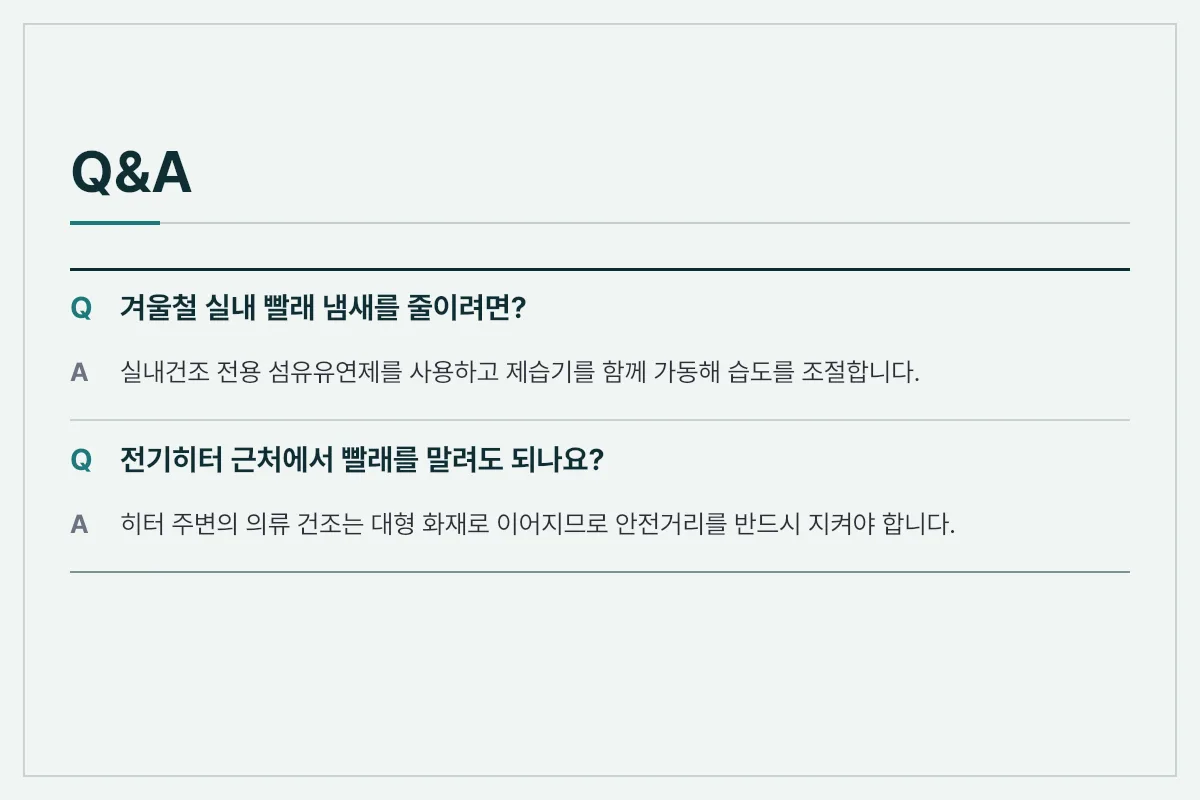 Q&A
Q 겨울철 실내 빨래 냄새를 줄이려면?
A 실내건조 전용 섬유유연제를 사용하고 제습기를 함께 가동해 습도를 조절합니다.
Q 전기히터 근처에서 빨래를 말려도 되나요?
A 히터 주변의 의류 건조는 대형 화재로 이어지므로 안전거리를 반드시 지켜야 합니다.